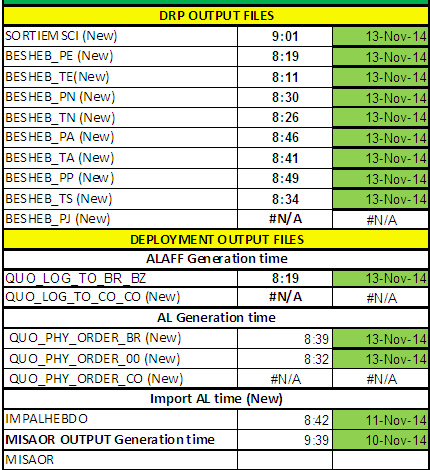 DRP OUTPUT FILES
SORTIEMSCI (New) 9:01 13-Nov-14
BESHEB_PE (New) 8:19 13-Nov-14
BESHEB_TE(New) 8:11 13-Nov-14
BESHEB_PN (New) 8:30 13-Nov-14
BESHEB_TN (New) 8:26 13-Nov-14
BESHEB_PA (New) 8:46 13-Nov-14
BESHEB_TA (New) 8:41 13-Nov-14
BESHEB_PP (New) 8:49 13-Nov-14
BESHEB_TS (New) 8:34 13-Nov-14
BESHEB_PJ (New) #N/A #N/A
DEPLOYMENT OUTPUT FILES
ALAFF Generation time
QUO_LOG_TO_BR_BZ 8:19 13-Nov-14
QUO_LOG_TO_CO_CO (New) #N/A #N/A
AL Generation time
QUO_PHY_ORDER_BR (New) 8:39 13-Nov-14
QUO_PHY_ORDER_00 (New) 8:32 13-Nov-14
QUO_PHY_ORDER_CO (New) #N/A #N/A
Import AL time (New)
IMPALHEBDO 8:42 11-Nov-14
MISAOR OUTPUT Generation time 9:39 10-Nov-14
MISAOR